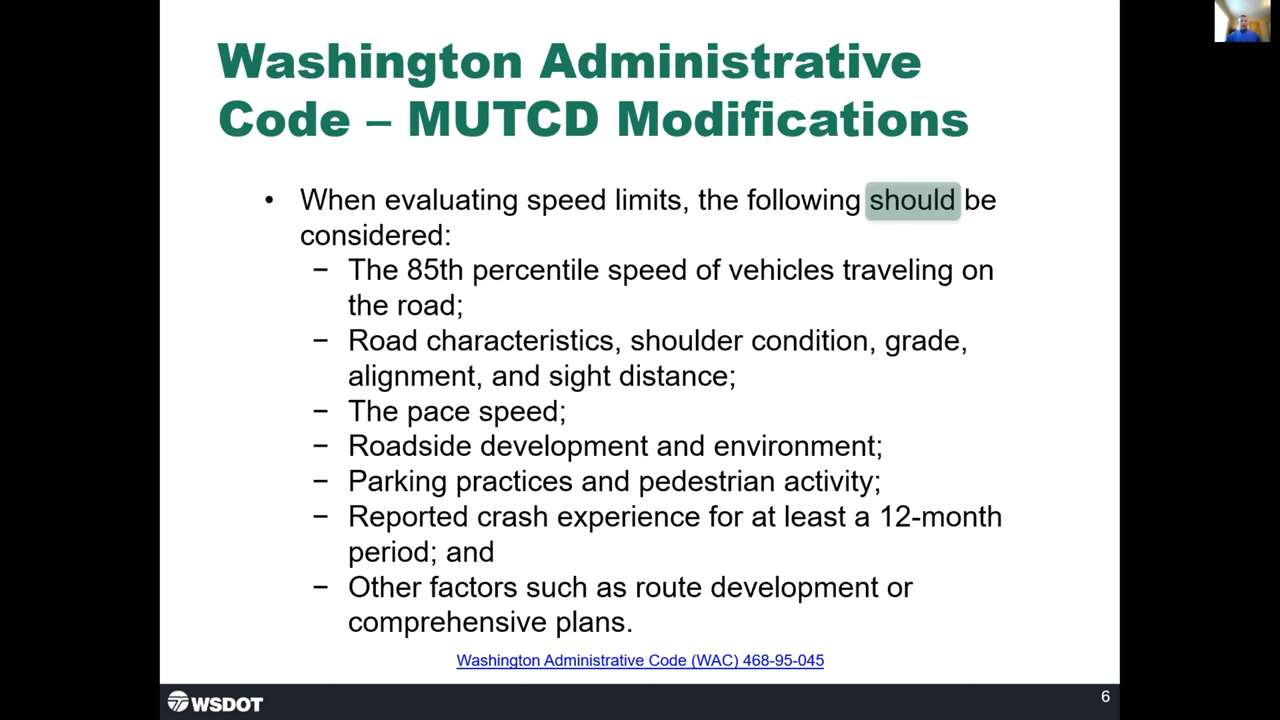 Washington Administrative
Code – MUTCD Modifications
• When evaluating speed limits, the following should be
considered:
− The 85th percentile speed of vehicles traveling on
the road;
− Road characteristics, shoulder condition, grade,
alignment, and sight distance;
− The pace speed;
− Roadside development and environment;
− Parking practices and pedestrian activity;
− Reported crash experience for at least a 12-month
period; and
− Other factors such as route development or
comprehensive plans.
Washington Administrative Code (WAC) 468-95-045
WSDOT
6